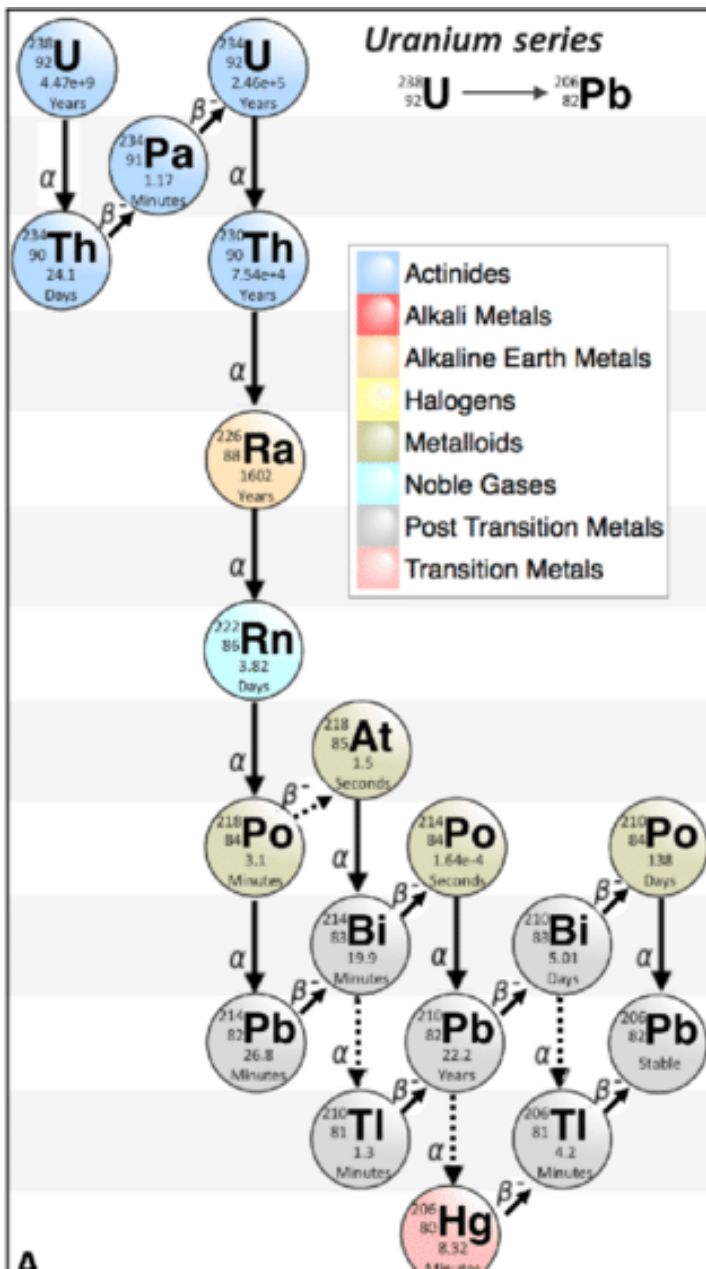 Uranium series
238 92 U → 206 82 Pb
238 92 U
4.47e+9
Years
234 92 U
2.46e+5
Years
β-
234 91 Pa
1.17
Minutes
α
α
β-
234 90 Th
24.1
Days
230 90 Th
7.54e+4
Years
Actinides
Alkali Metals
Alkaline Earth Metals
Halogens
Metalloids
Noble Gases
Post Transition Metals
Transition Metals
α
226 88 Ra
1602
Years
α
222 86 Rn
3.82
Days
α
218 85 At
1.5
Seconds
β-
218 84 Po
3.1
Minutes
214 84 Po
1.64e-4
Seconds
210 84 Po
138
Days
α
β-
β-
214 83 Bi
19.9
Minutes
210 83 Bi
5.01
Days
α
α
α
β-
β-
214 82 Pb
26.8
Minutes
210 82 Pb
22.2
Years
206 82 Pb
Stable
α
α
β-
β-
210 81 Tl
1.3
Minutes
206 81 Tl
4.2
Minutes
α
β-
206 80 Hg
8.32
Minutes
A